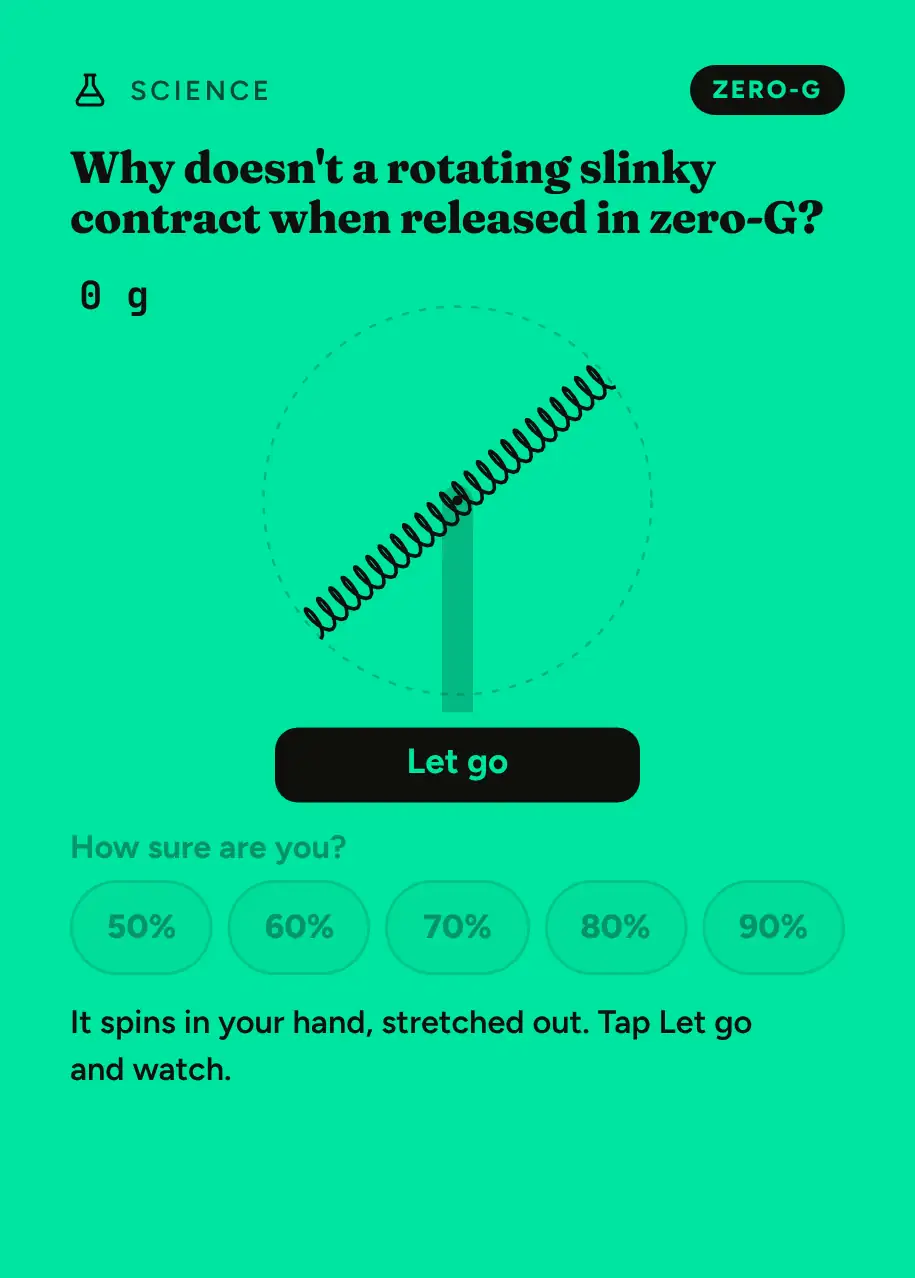 SCIENCE
ZERO-G
Why doesn't a rotating slinky
contract when released in zero-G?
0 g
Let go
How sure are you?
50% 60% 70% 80% 90%
It spins in your hand, stretched out. Tap Let go
and watch.